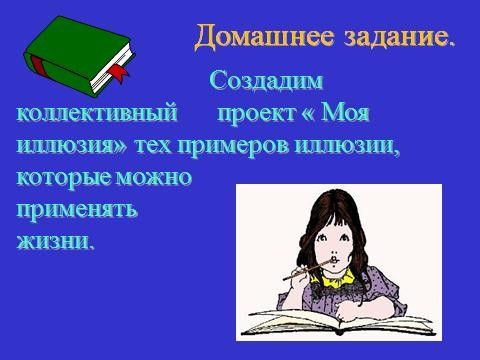 Домашнее задание.
Создадим
коллективный проект « Моя
иллюзия» тех примеров иллюзии,
которые можно
применять
жизни.